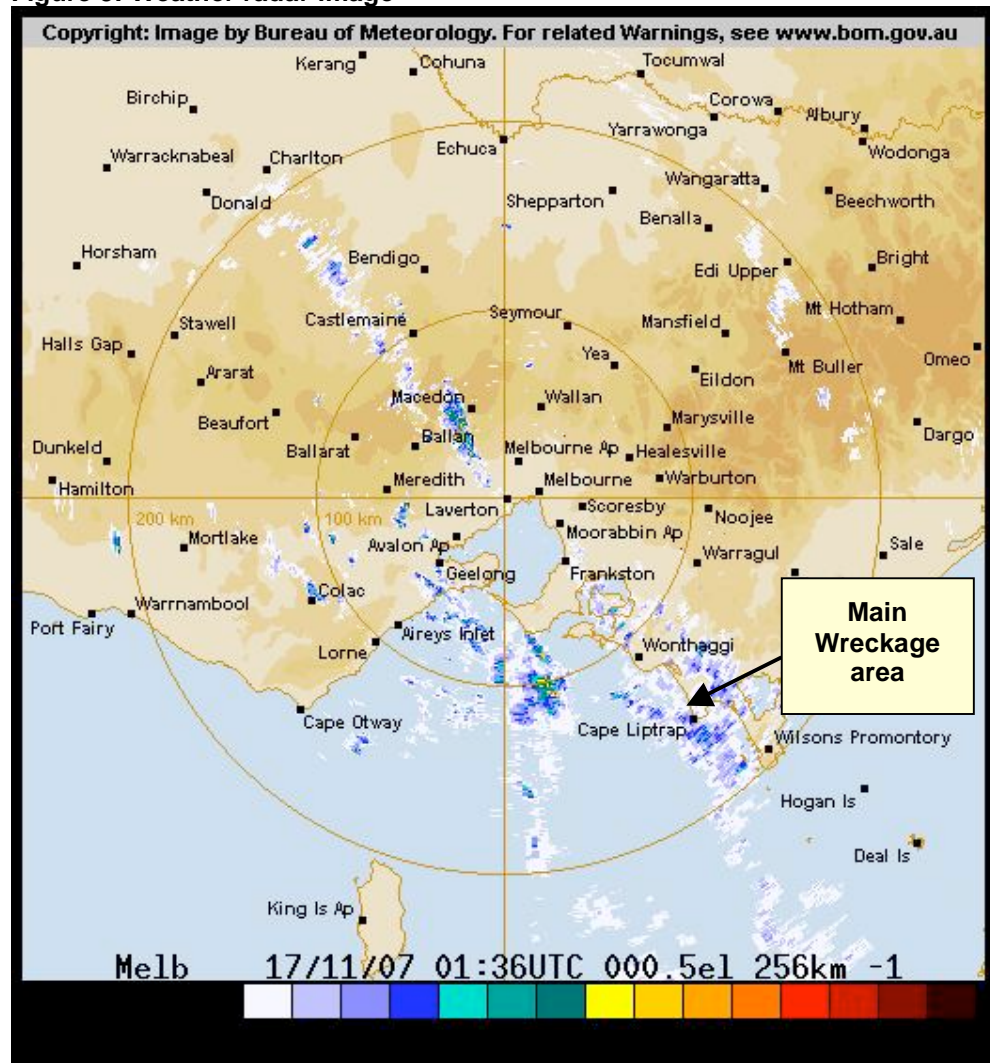 Copyright: Image by Bureau of Meteorology. For related Warnings, see www.bom.gov.au
Kerang
Cohuna
Tocumwal
Birchip
Corowa
Albury
Yarrawonga
Echuca
Wodonga
Warracknabeal
Charlton
Wangaratta
Donald
Shepparton
Beechworth
Benalla
Horsham
Bendigo
Edi Upper
Bright
Mt Hotham
Stawell
Castlemaine
Seymour
Mansfield
Halls Gap
Yea
Omeo
Ararat
Eildon
Mt Buller
Macedon
Wallan
Beaufort
Marysville
Dunkeld
Ballarat
Ballan
Melbourne Ap
Healesville
Dargo
Hamilton
Meredith
Melbourne
Warburton
200 km
100 km
Laverton
Scoresby
Noojee
Mortlake
Avalon Ap
Moorabbin Ap
Warragul
Sale
Geelong
Frankston
Colac
Main
Wreckage
area
Port Fairy
Warrnambool
Aireys Inlet
Lorne
Wonthaggi
Cape Otway
Cape Liptrap
Wilsons Promontory
Hogan Is
Deal Is
King Is Ap
Melb 17/11/07 01:36UTC 000.5el 256km -1